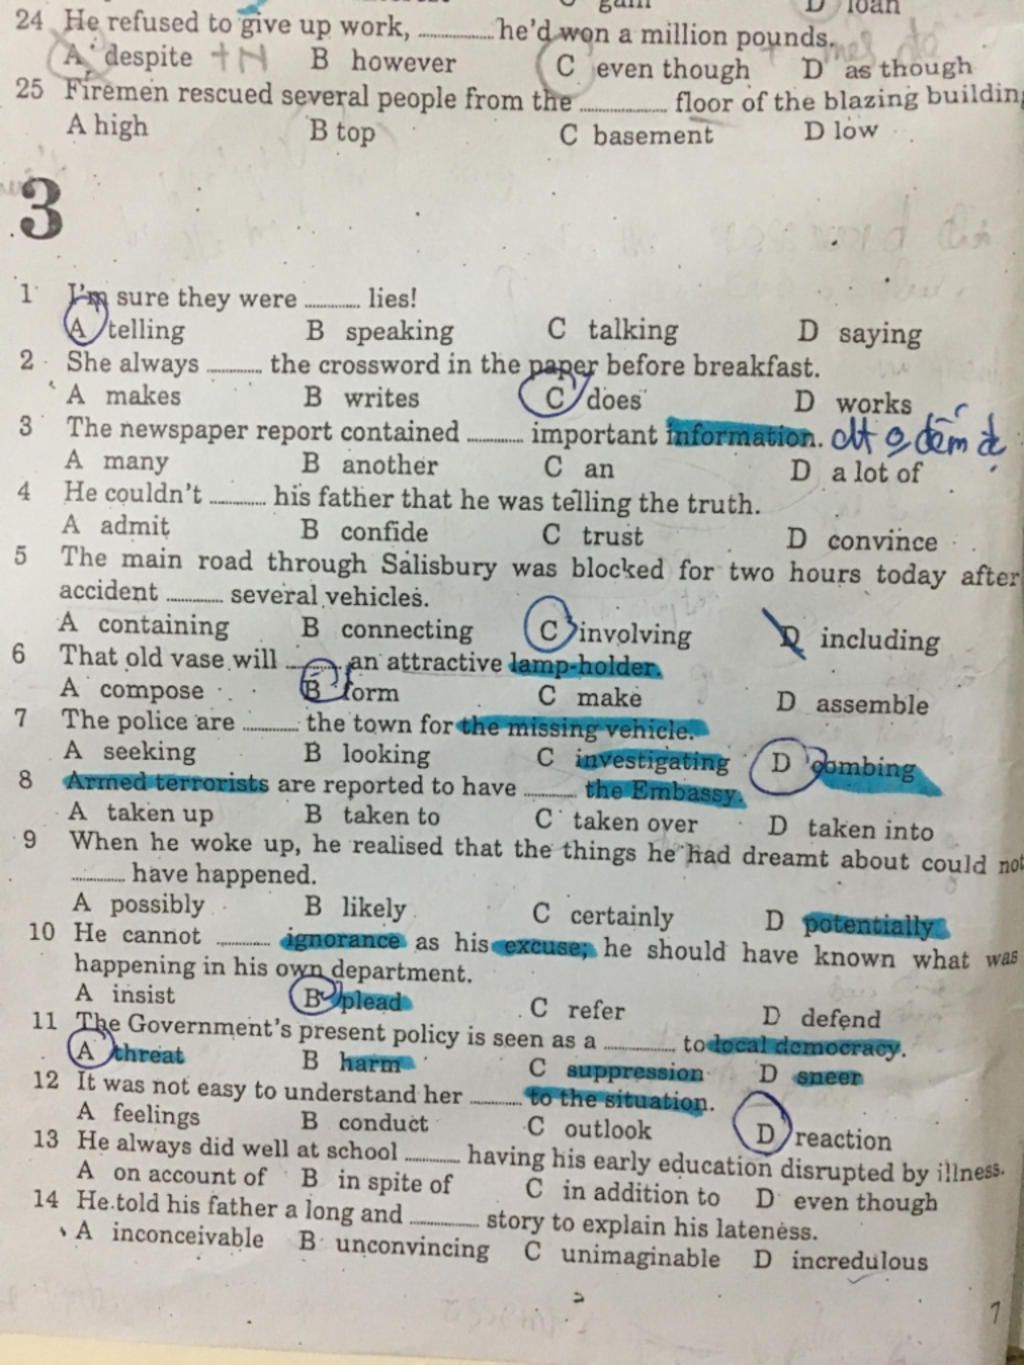 gain D loan
24 He refused to give up work, ............ he'd won a million pounds.
A despite +N B however C even though D as though
25 Firemen rescued several people from the ............ floor of the blazing building
A high B top C basement D low
3
1 I'm sure they were ............ lies!
A telling B speaking C talking D saying
2 She always ............ the crossword in the paper before breakfast.
A makes B writes C does D works
3 The newspaper report contained ............ important information. dt
A many B another C an D a lot of
4 He couldn't ............ his father that he was telling the truth.
A admit B confide C trust D convince
5 The main road through Salisbury was blocked for two hours today after
accident ............ several vehicles.
A containing B connecting C involving D including
6 That old vase will ............ an attractive lamp-holder.
A compose B form C make D assemble
7 The police are ............ the town for the missing vehicle.
A seeking B looking C investigating D combing
8 Armed terrorists are reported to have ............ the Embassy.
A taken up B taken to C taken over D taken into
9 When he woke up, he realised that the things he had dreamt about could not
............ have happened.
A possibly B likely C certainly D potentially
10 He cannot ............ ignorance as his excuse; he should have known what was
happening in his own department.
A insist B plead C refer D defend
11 The Government's present policy is seen as a ............ to local democracy.
A threat B harm C suppression D sneer
12 It was not easy to understand her ............ to the situation.
A feelings B conduct C outlook D reaction
13 He always did well at school ............ having his early education disrupted by illness.
A on account of B in spite of C in addition to D even though
14 He told his father a long and ............ story to explain his lateness.
A inconceivable B unconvincing C unimaginable D incredulous
7